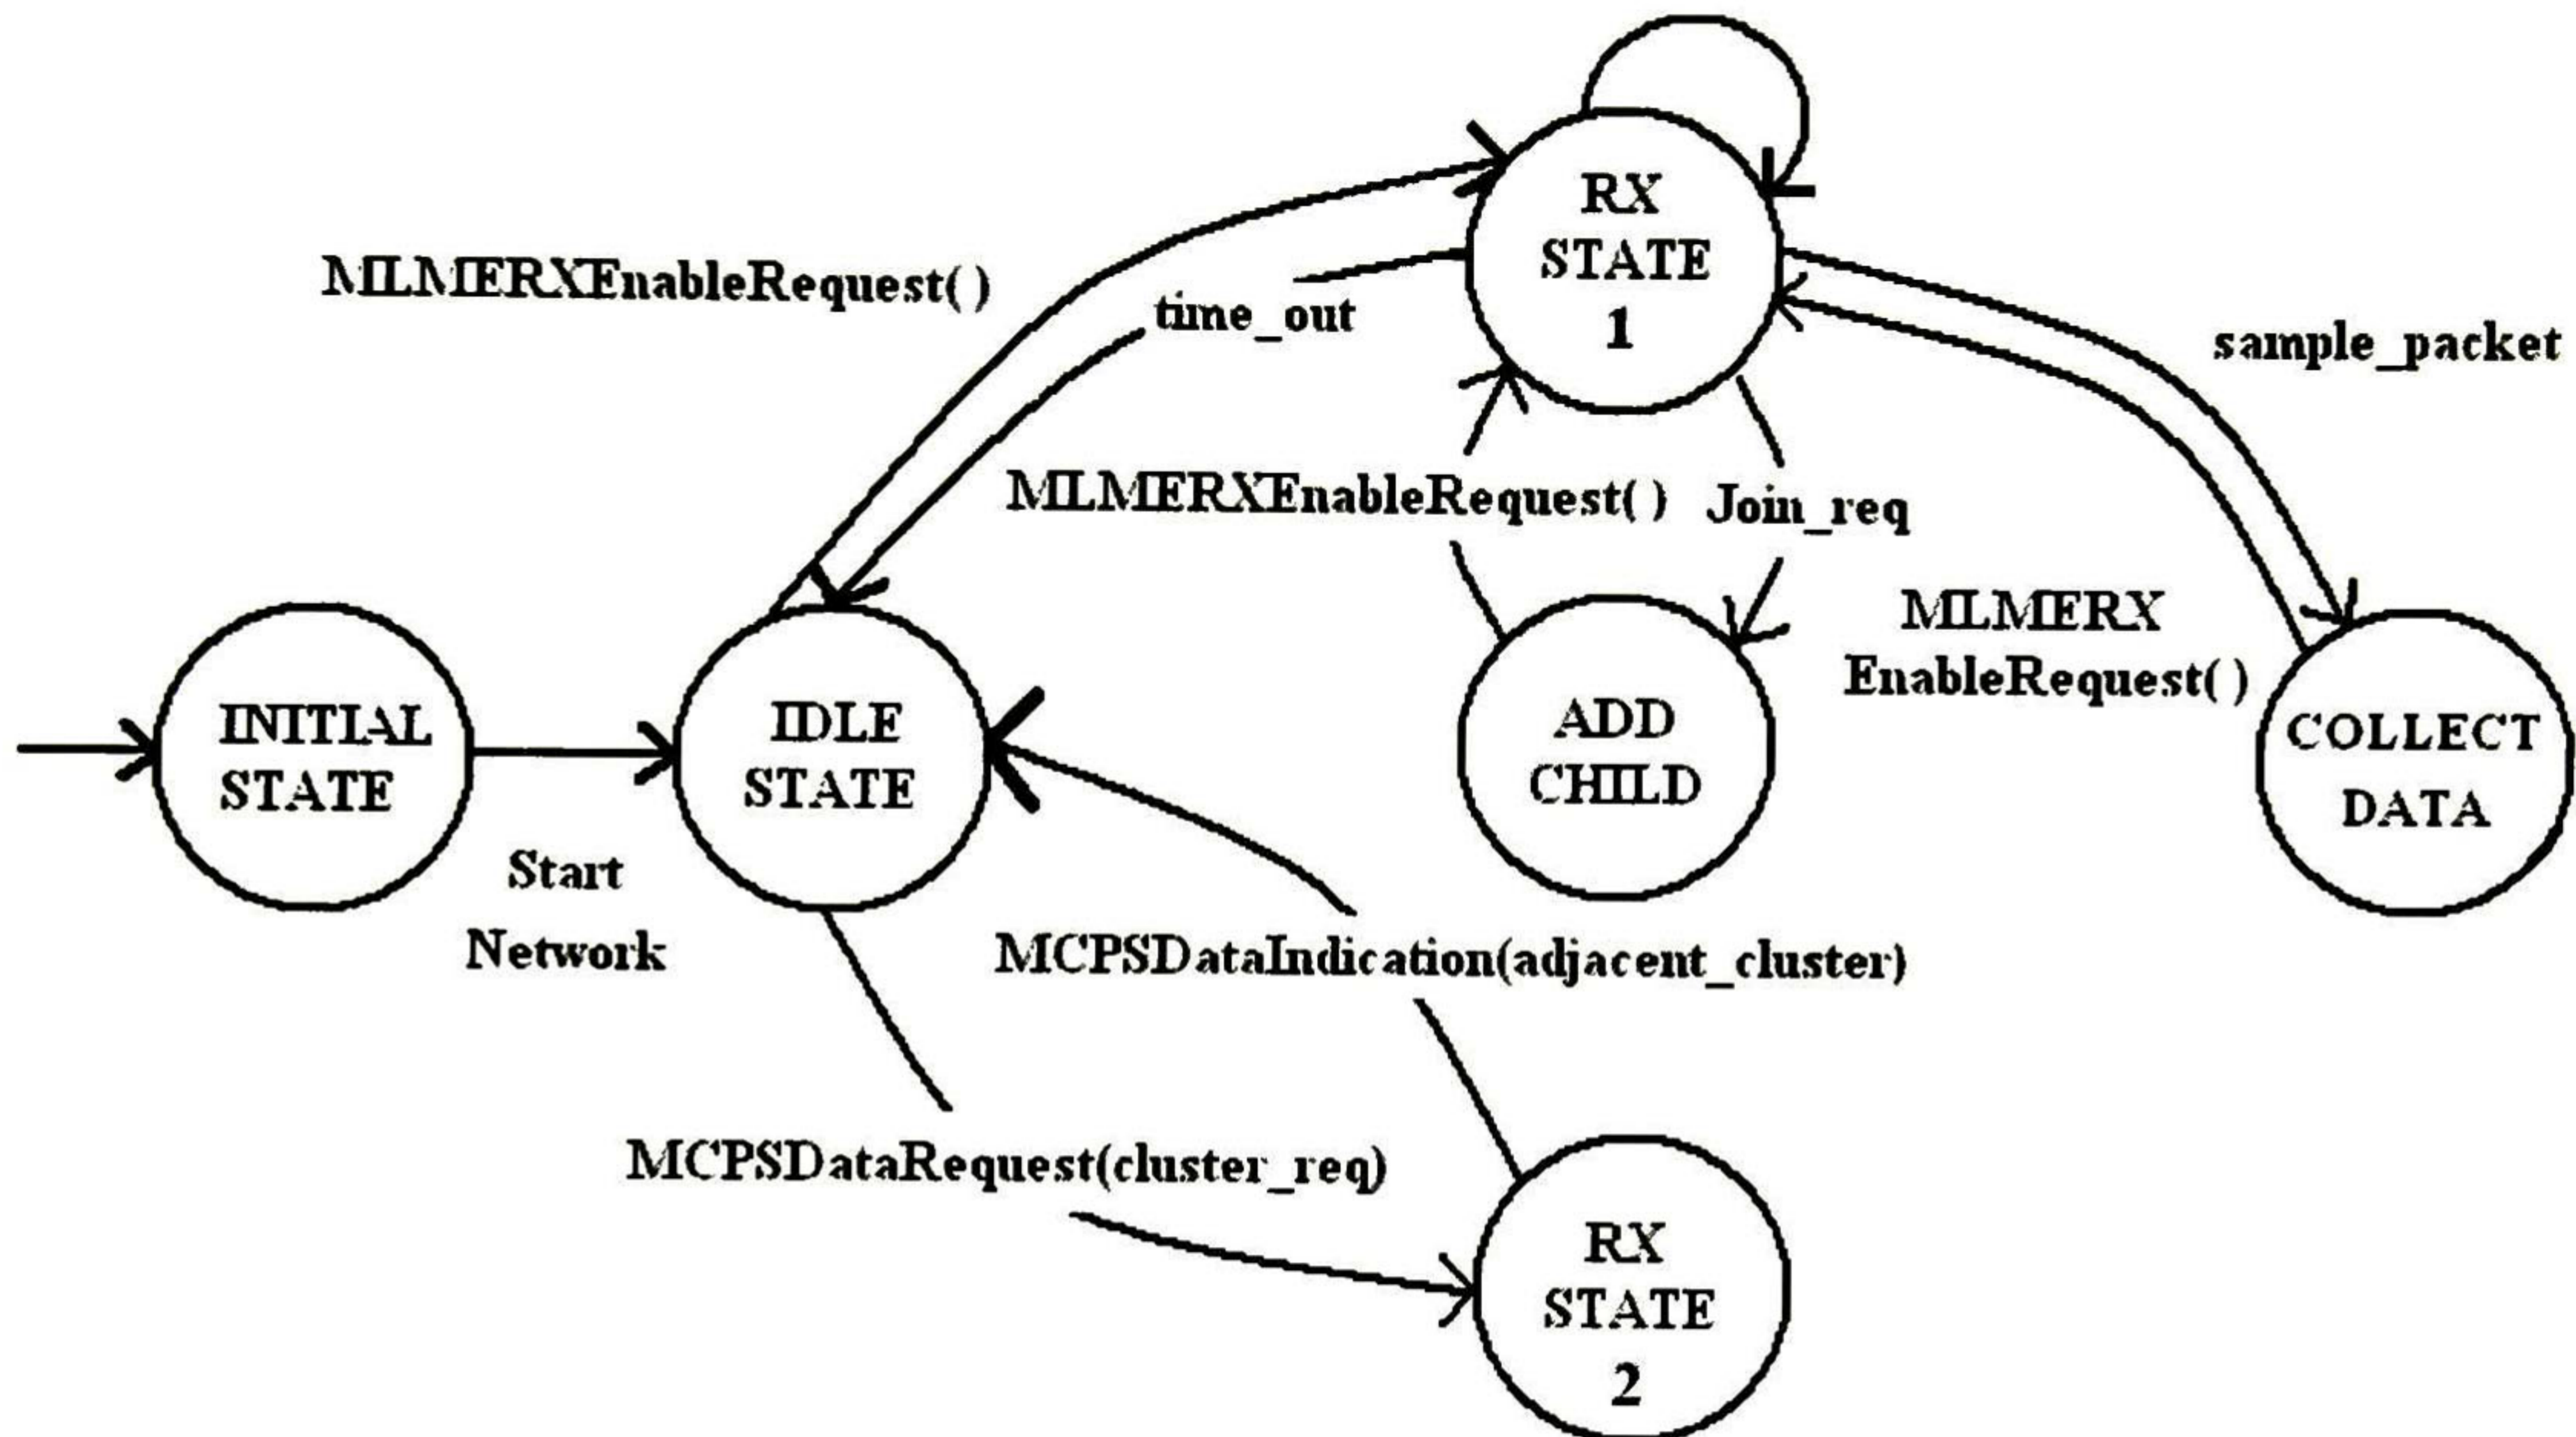 RX
STATE
1
MLMERXEnableRequest( )
time_out
sample_packet
MLMERXEnableRequest( )
Join_req
MLMERX
EnableRequest( )
INITIAL
STATE
IDLE
STATE
ADD
CHILD
COLLECT
DATA
Start
Network
MCPSDataIndication(adjacent_cluster)
MCPSDataRequest(cluster_req)
RX
STATE
2